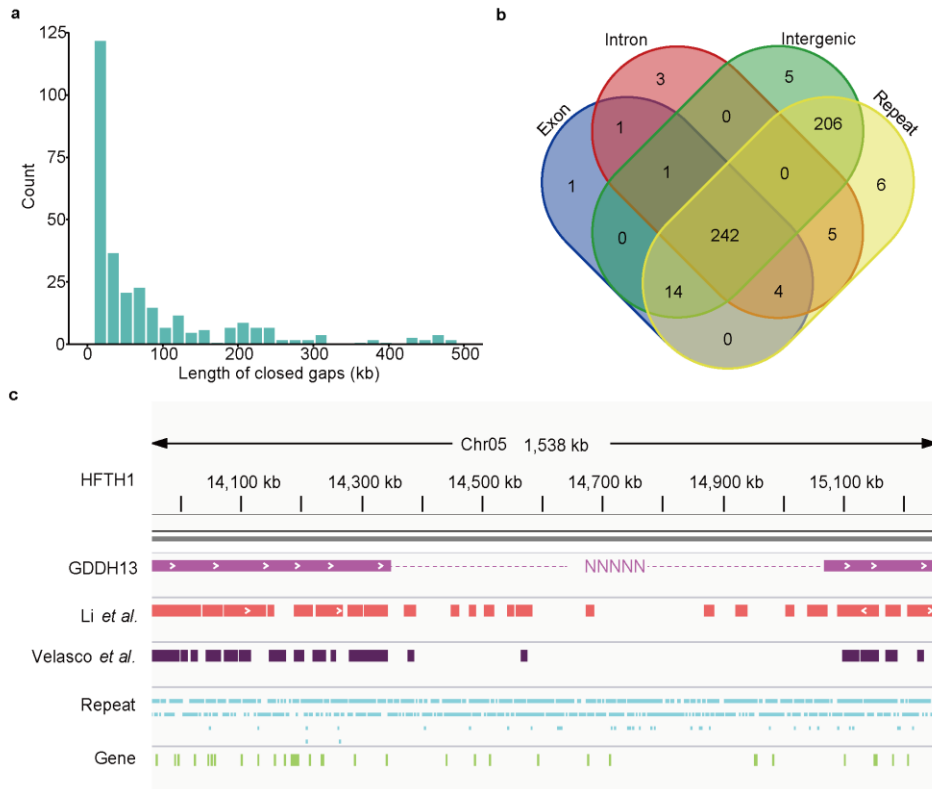 a
125
100
75
50
25
0
Count
0 100 200 300 400 500
Length of closed gaps (kb)
b
Exon
Intron
Intergenic
Repeat
3
5
1
0
206
1
1
0
6
0
242
5
14
4
0
c
Chr05 1,538 kb
HFTH1
14,100 kb 14,300 kb 14,500 kb 14,700 kb 14,900 kb 15,100 kb
GDDH13
NNNNN
Li et al.
Velasco et al.
Repeat
Gene